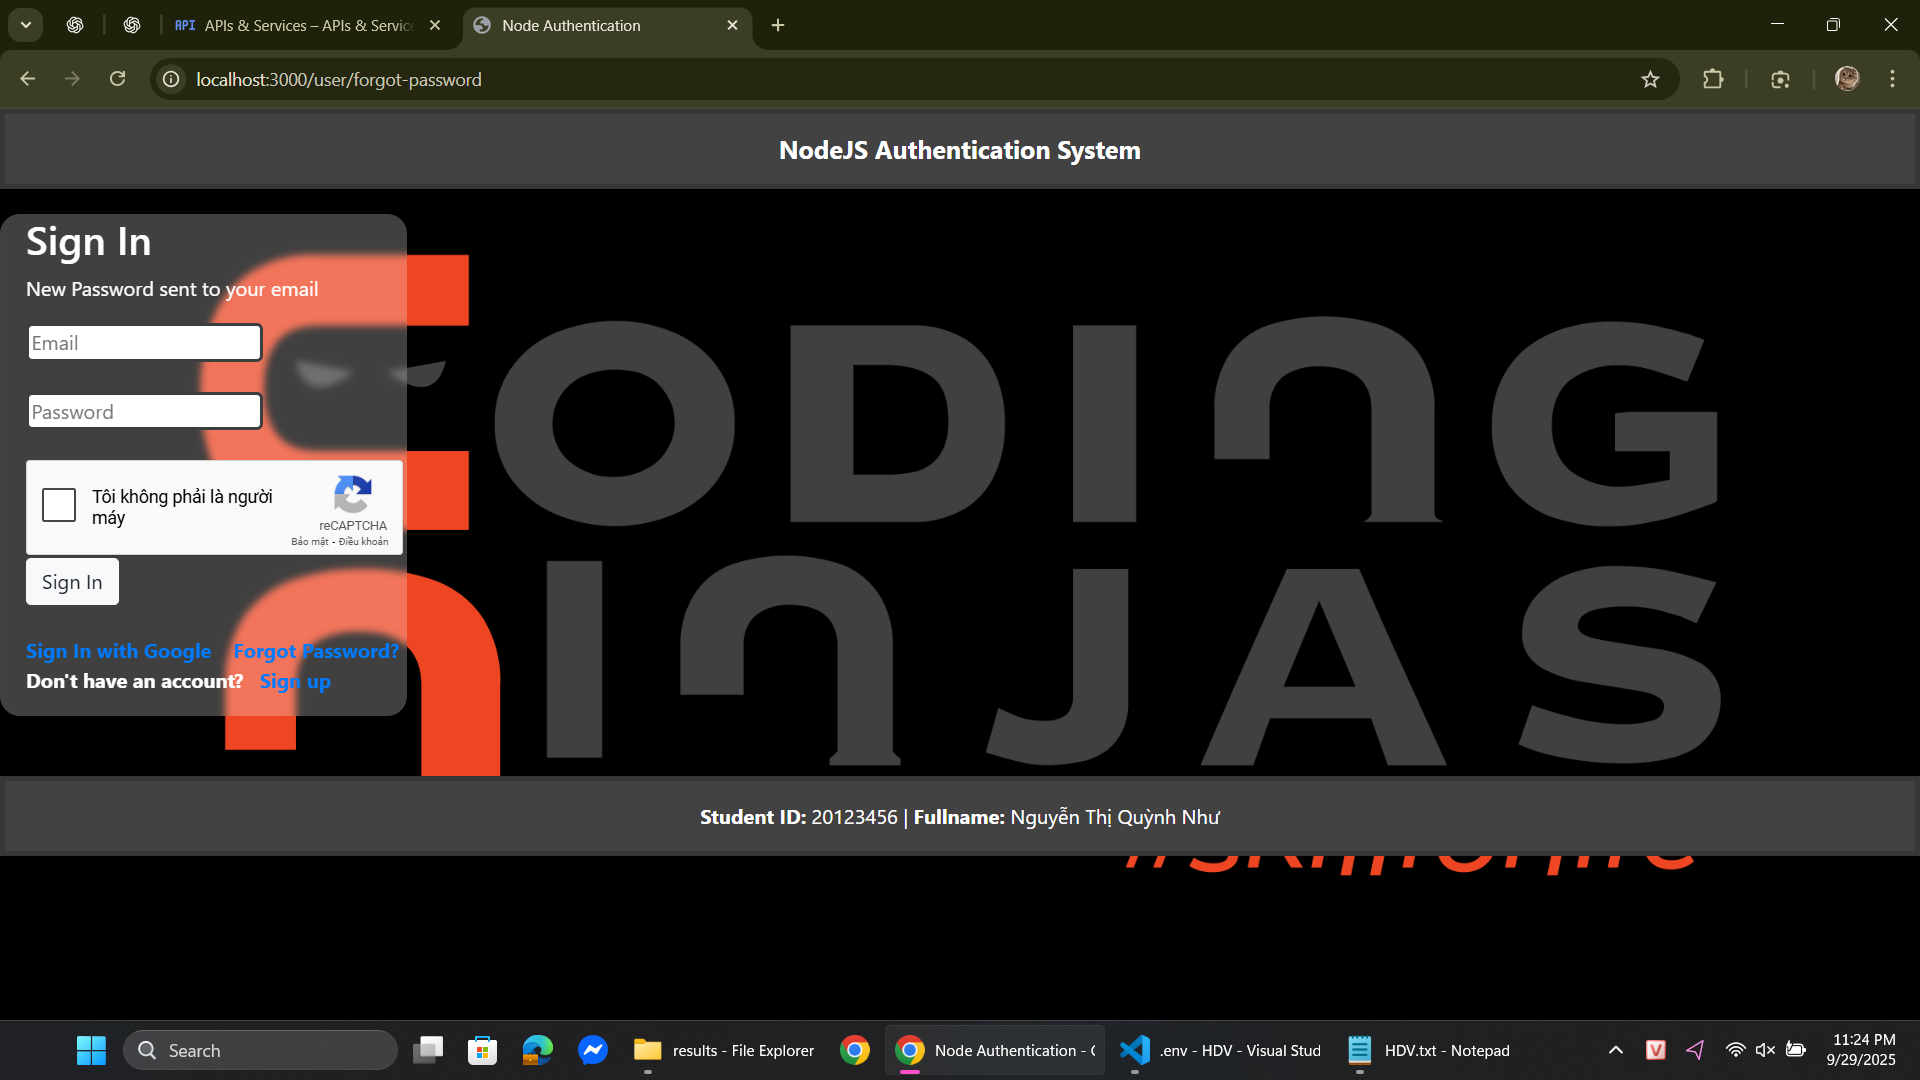 API APIs & Services – APIs & Servic
Node Authentication
localhost:3000/user/forgot-password
NodeJS Authentication System
Sign In
New Password sent to your email
Email
Password
Tôi không phải là người
máy
reCAPTCHA
Bảo mật - Điều khoản
Sign In
Sign In with Google Forgot Password?
Don't have an account? Sign up
CODING
NINJAS
Student ID: 20123456 | Fullname: Nguyễn Thị Quỳnh Như
Search
results - File Explorer
Node Authentication - G
.env - HDV - Visual Stud
HDV.txt - Notepad
V
11:24 PM
9/29/2025